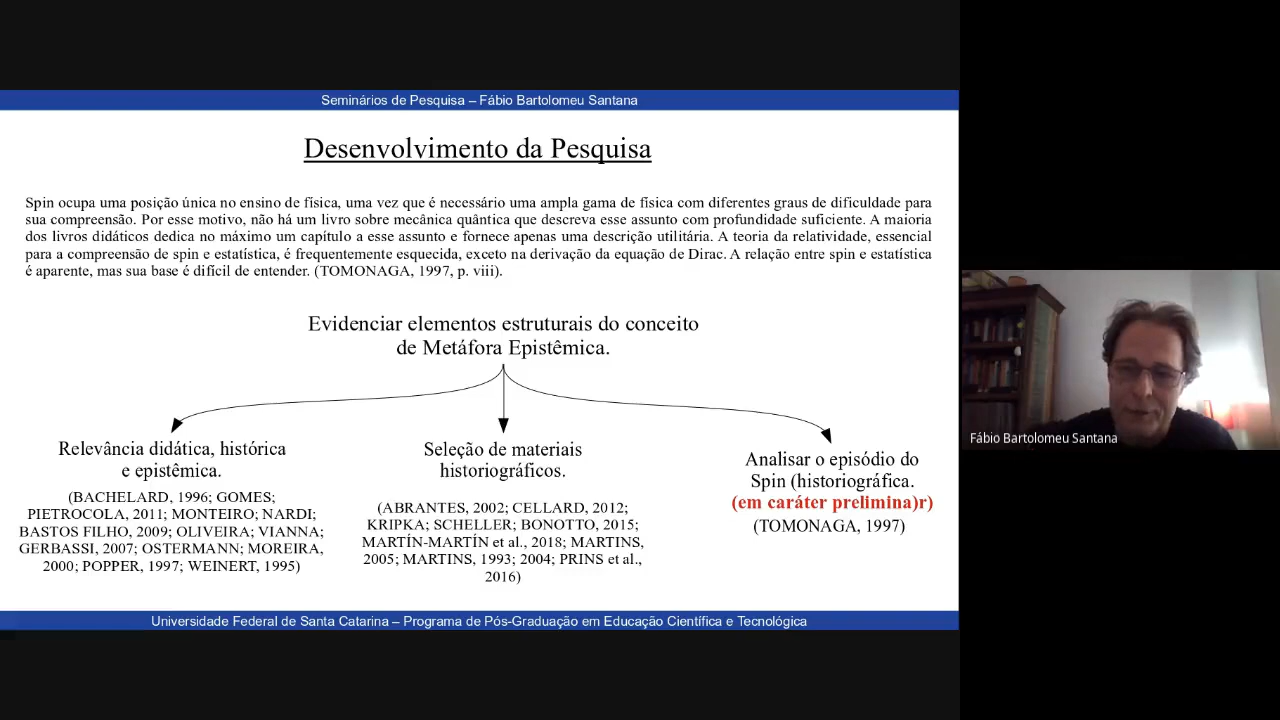 Seminários de Pesquisa – Fábio Bartolomeu Santana
Desenvolvimento da Pesquisa
Spin ocupa uma posição única no ensino de física, uma vez que é necessário uma ampla gama de física com diferentes graus de dificuldade para
sua compreensão. Por esse motivo, não há um livro sobre mecânica quântica que descreva esse assunto com profundidade suficiente. A maioria
dos livros didáticos dedica no máximo um capítulo a esse assunto e fornece apenas uma descrição utilitária. A teoria da relatividade, essencial
para a compreensão de spin e estatística, é frequentemente esquecida, exceto na derivação da equação de Dirac. A relação entre spin e estatística
é aparente, mas sua base é difícil de entender. (TOMONAGA, 1997, p. viii).
Evidenciar elementos estruturais do conceito
de Metáfora Epistêmica.
Relevância didática, histórica
e epistêmica.
(BACHELARD, 1996; GOMES;
PIETROCOLA, 2011; MONTEIRO; NARDI;
BASTOS FILHO, 2009; OLIVEIRA; VIANNA;
GERBASSI, 2007; OSTERMANN; MOREIRA,
2000; POPPER, 1997; WEINERT, 1995)
Seleção de materiais
historiográficos.
(ABRANTES, 2002; CELLARD, 2012;
KRIPKA; SCHELLER; BONOTTO, 2015;
MARTÍN-MARTÍN et al., 2018; MARTINS,
2005; MARTINS, 1993; 2004; PRINS et al.,
2016)
Analisar o episódio do
Spin (historiográfica.
(em caráter prelimina)r)
(TOMONAGA, 1997)
Fábio Bartolomeu Santana
Universidade Federal de Santa Catarina – Programa de Pós-Graduação em Educação Científica e Tecnológica